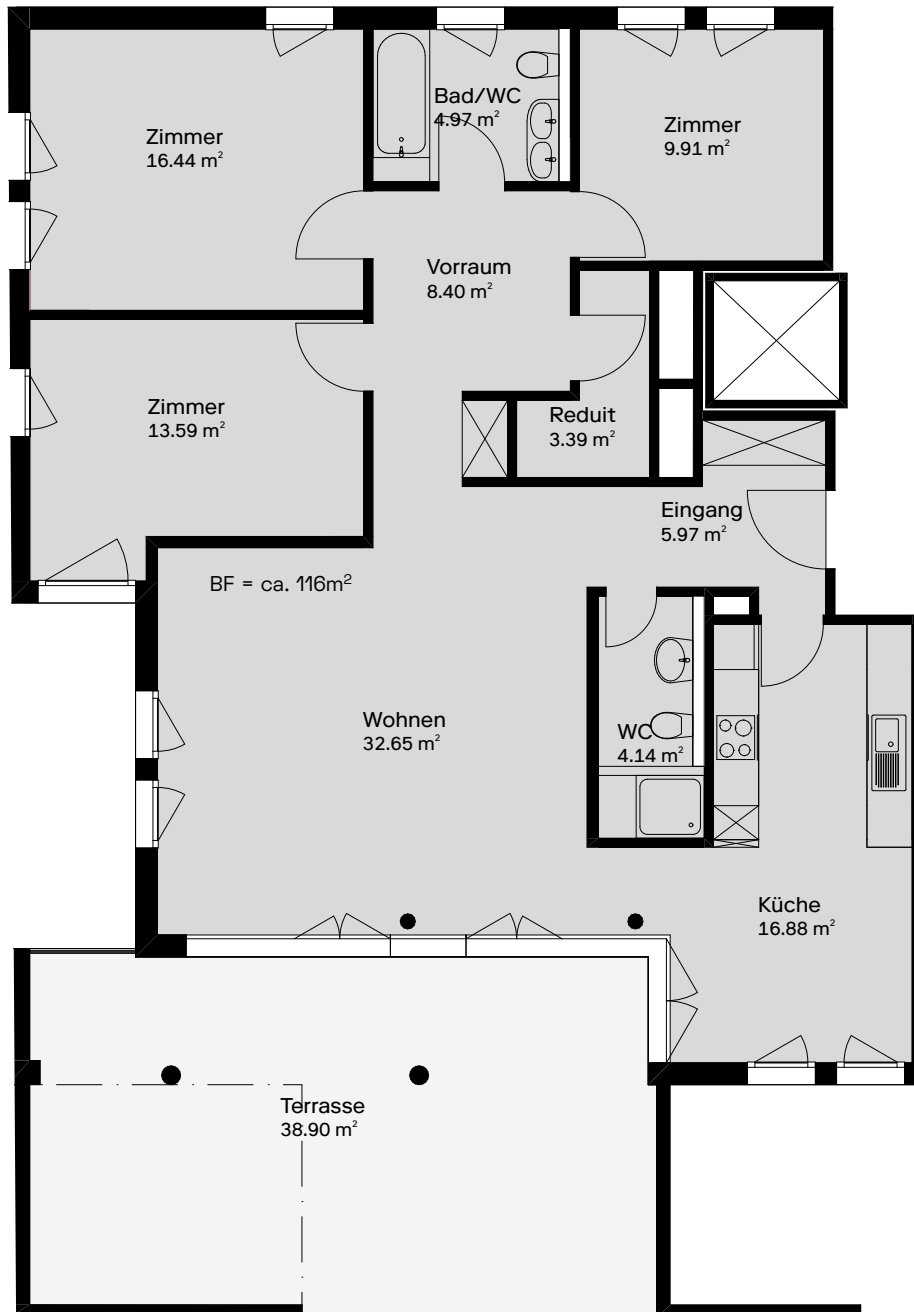 Bad/WC
4.97 m²
Zimmer
16.44 m²
Zimmer
9.91 m²
Vorraum
8.40 m²
Zimmer
13.59 m²
Reduit
3.39 m²
Eingang
5.97 m²
BF = ca. 116m²
Wohnen
32.65 m²
WC
4.14 m²
Küche
16.88 m²
Terrasse
38.90 m²